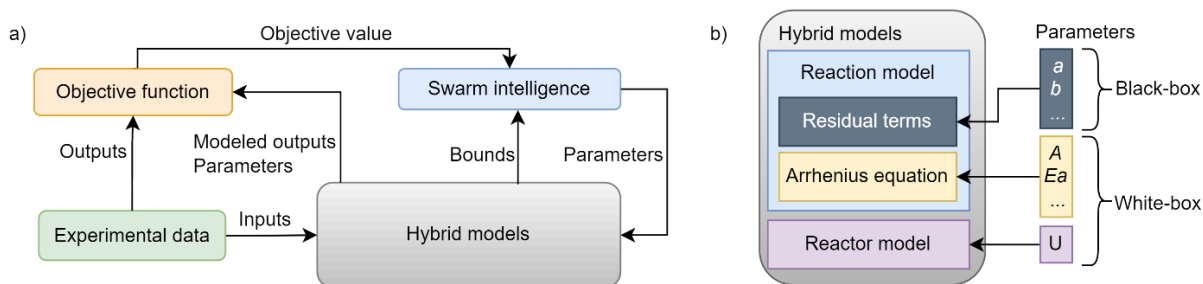 a)
Objective value
Objective function
Swarm intelligence
Outputs
Modeled outputs
Parameters
Bounds
Parameters
Experimental data
Inputs
Hybrid models
b)
Hybrid models
Parameters
Reaction model
a
b
...
Black-box
Residual terms
Arrhenius equation
A
Ea
...
White-box
Reactor model
U